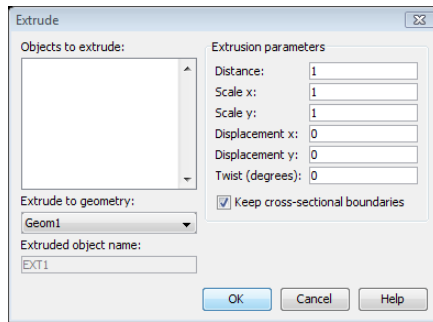 Extrude
Objects to extrude:
Extrude to geometry:
Geom1
Extruded object name:
EXT1
Extrusion parameters
Distance: 1
Scale x: 1
Scale y: 1
Displacement x: 0
Displacement y: 0
Twist (degrees): 0
Keep cross-sectional boundaries
OK Cancel Help